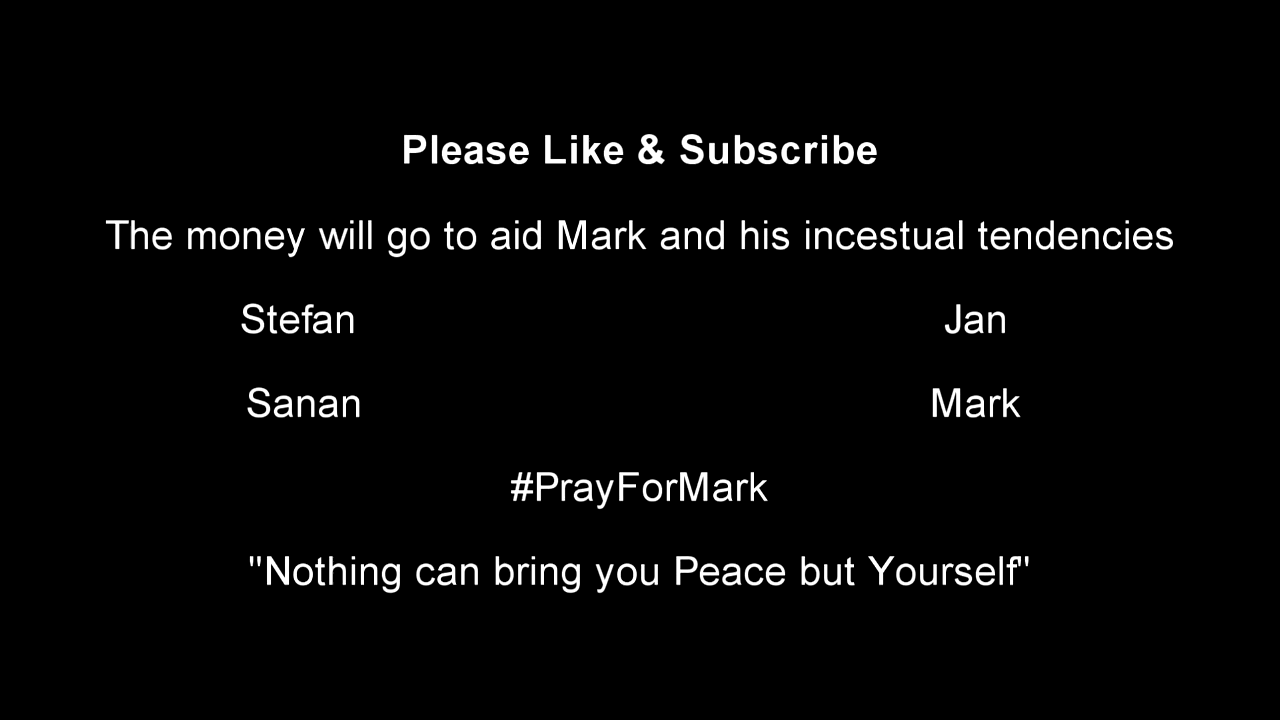 Please Like & Subscribe
The money will go to aid Mark and his incestual tendencies
Stefan Jan
Sanan Mark
#PrayForMark
"Nothing can bring you Peace but Yourself"